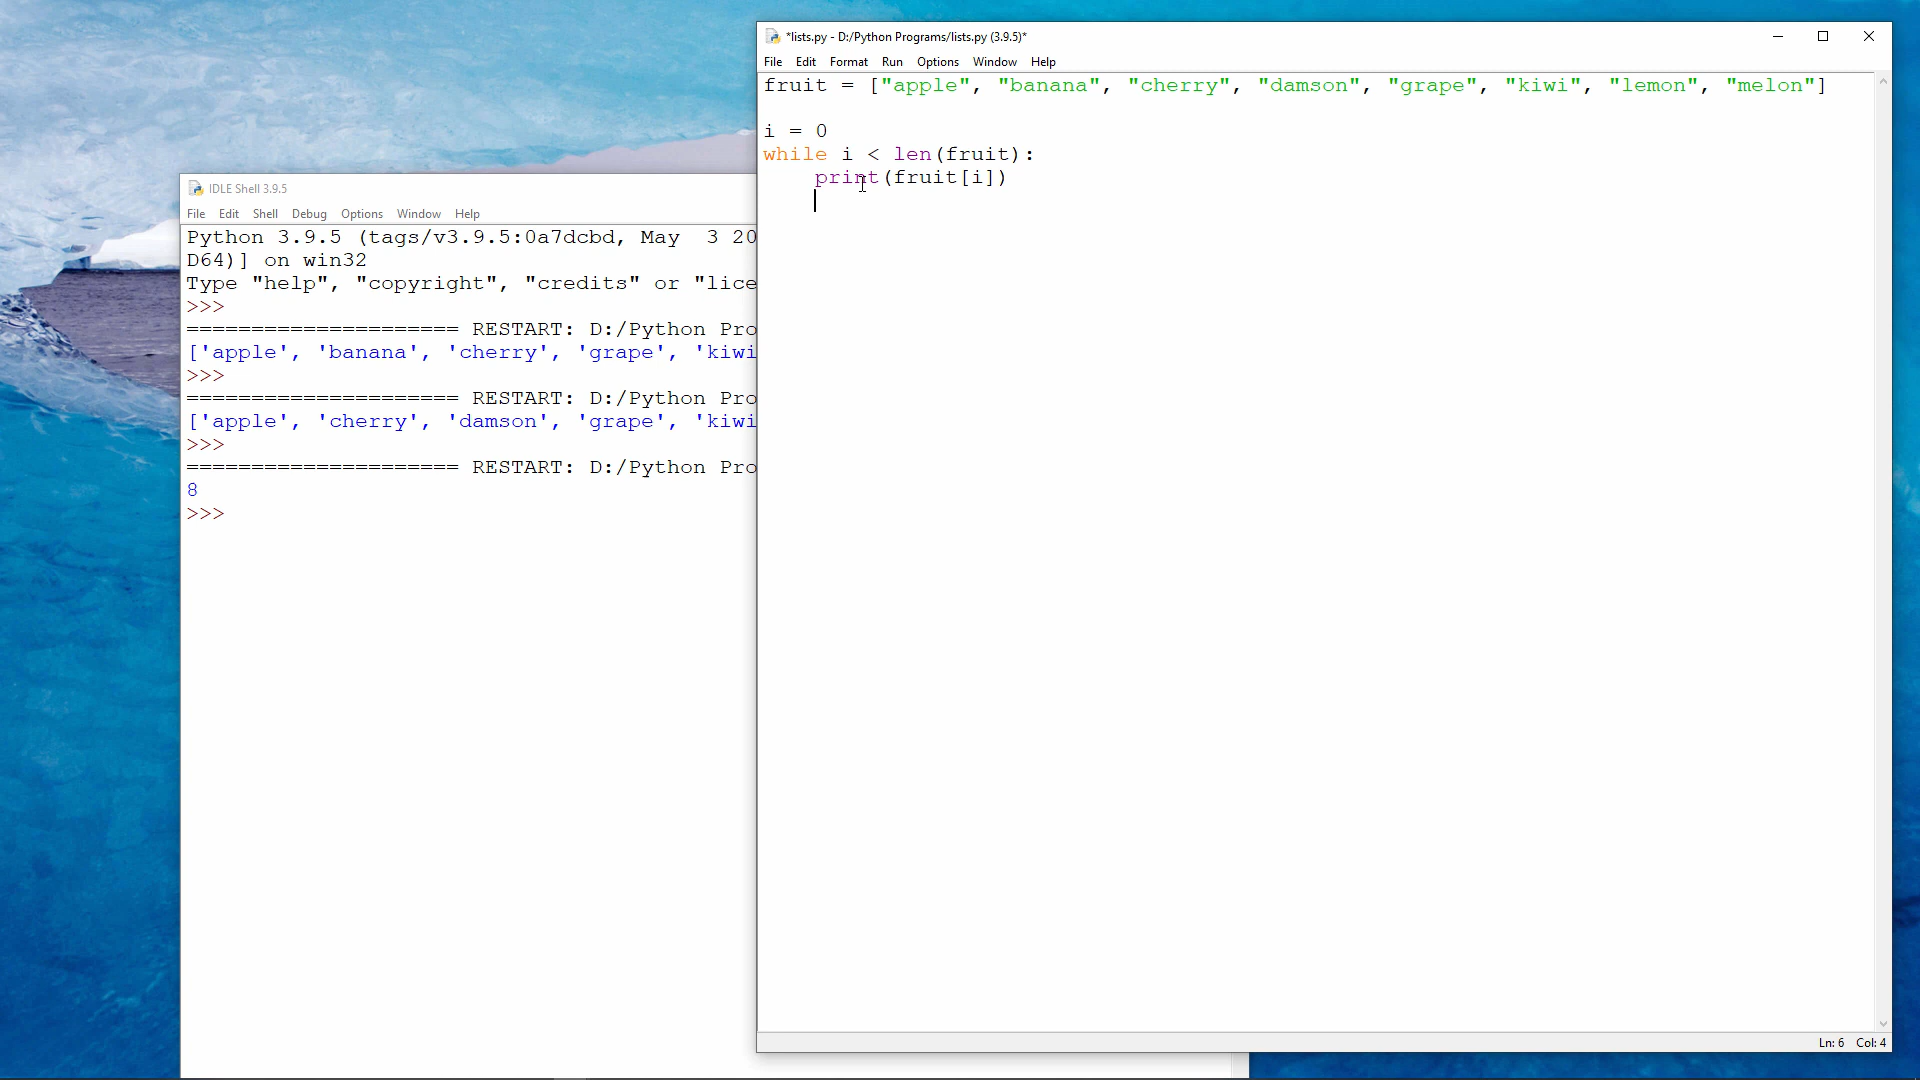 *lists.py - D:/Python Programs/lists.py (3.9.5)*
File Edit Format Run Options Window Help
fruit = ["apple", "banana", "cherry", "damson", "grape", "kiwi", "lemon", "melon"]
i = 0
while i < len(fruit):
    print(fruit[i])
Ln: 6 Col: 4
IDLE Shell 3.9.5
File Edit Shell Debug Options Window Help
Python 3.9.5 (tags/v3.9.5:0a7dcbd, May  3 20
D64)] on win32
Type "help", "copyright", "credits" or "lice
>>>
===================== RESTART: D:/Python Pro
['apple', 'banana', 'cherry', 'grape', 'kiwi
>>>
===================== RESTART: D:/Python Pro
['apple', 'cherry', 'damson', 'grape', 'kiwi
>>>
===================== RESTART: D:/Python Pro
8
>>>